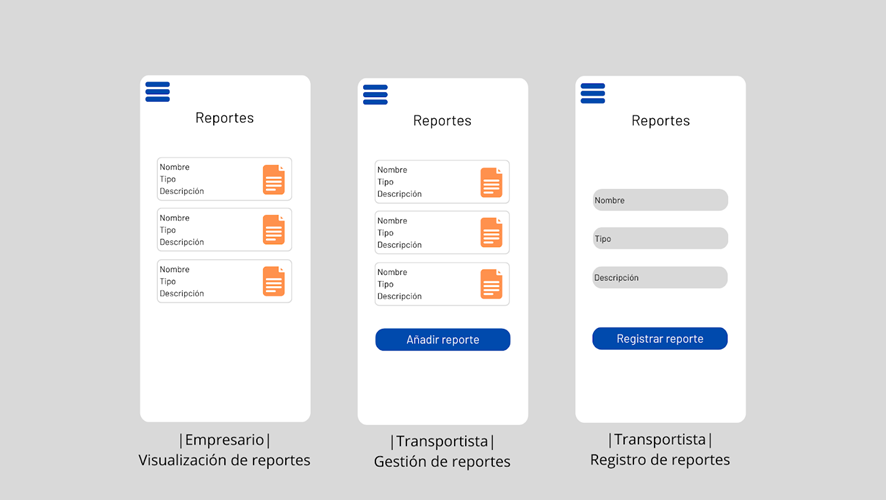 Reportes
Nombre
Tipo
Descripción
Nombre
Tipo
Descripción
Nombre
Tipo
Descripción
|Empresario|
Visualización de reportes
Reportes
Nombre
Tipo
Descripción
Nombre
Tipo
Descripción
Nombre
Tipo
Descripción
Añadir reporte
|Transportista|
Gestión de reportes
Reportes
Nombre
Tipo
Descripción
Registrar reporte
|Transportista|
Registro de reportes